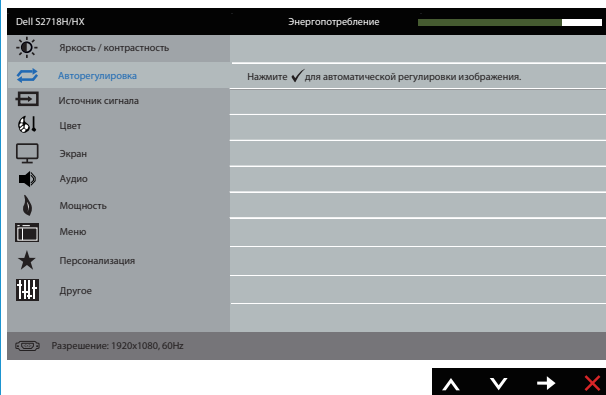 Dell S2718H/HX Энергопотребление
Яркость / контрастность
Авторегулировка Нажмите для автоматической регулировки изображения.
Источник сигнала
Цвет
Экран
Аудио
Мощность
Меню
Персонализация
Другое
Разрешение: 1920x1080, 60Hz